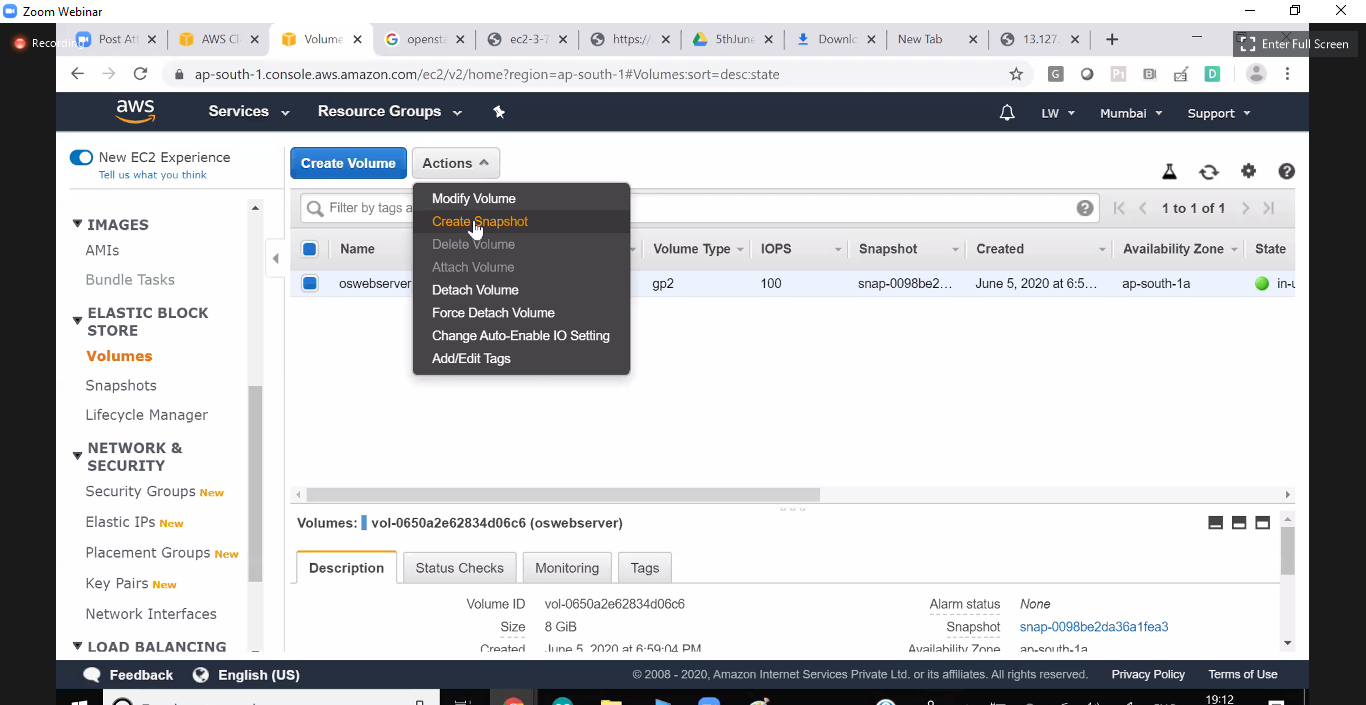 Zoom Webinar
Recording
Post Att
AWS Cl
Volume
opensta
ec2-3-7
https:/
5thJune
Downlo
New Tab
13.127.
Enter Full Screen
ap-south-1.console.aws.amazon.com/ec2/v2/home?region=ap-south-1#Volumes:sort=desc:state
aws
Services
Resource Groups
LW
Mumbai
Support
New EC2 Experience
Tell us what you think
Create Volume
Actions
IMAGES
AMIs
Bundle Tasks
ELASTIC BLOCK
STORE
Volumes
Snapshots
Lifecycle Manager
NETWORK &
SECURITY
Security Groups New
Elastic IPs New
Placement Groups New
Key Pairs New
Network Interfaces
LOAD BALANCING
Modify Volume
Create Snapshot
Delete Volume
Attach Volume
Detach Volume
Force Detach Volume
Change Auto-Enable IO Setting
Add/Edit Tags
Filter by tags a
1 to 1 of 1
Name Volume Type IOPS Snapshot Created Availability Zone State
oswebserver gp2 100 snap-0098be2... June 5, 2020 at 6:5... ap-south-1a in-u
Volumes: vol-0650a2e62834d06c6 (oswebserver)
Description
Status Checks
Monitoring
Tags
Volume ID vol-0650a2e62834d06c6 Alarm status None
Size 8 GiB Snapshot snap-0098be2da36a1fea3
Created June 5, 2020 at 6:59:04 PM Availability Zone ap-south-1a
Feedback
English (US)
© 2008 - 2020, Amazon Internet Services Private Ltd. or its affiliates. All rights reserved.
Privacy Policy
Terms of Use
19:12